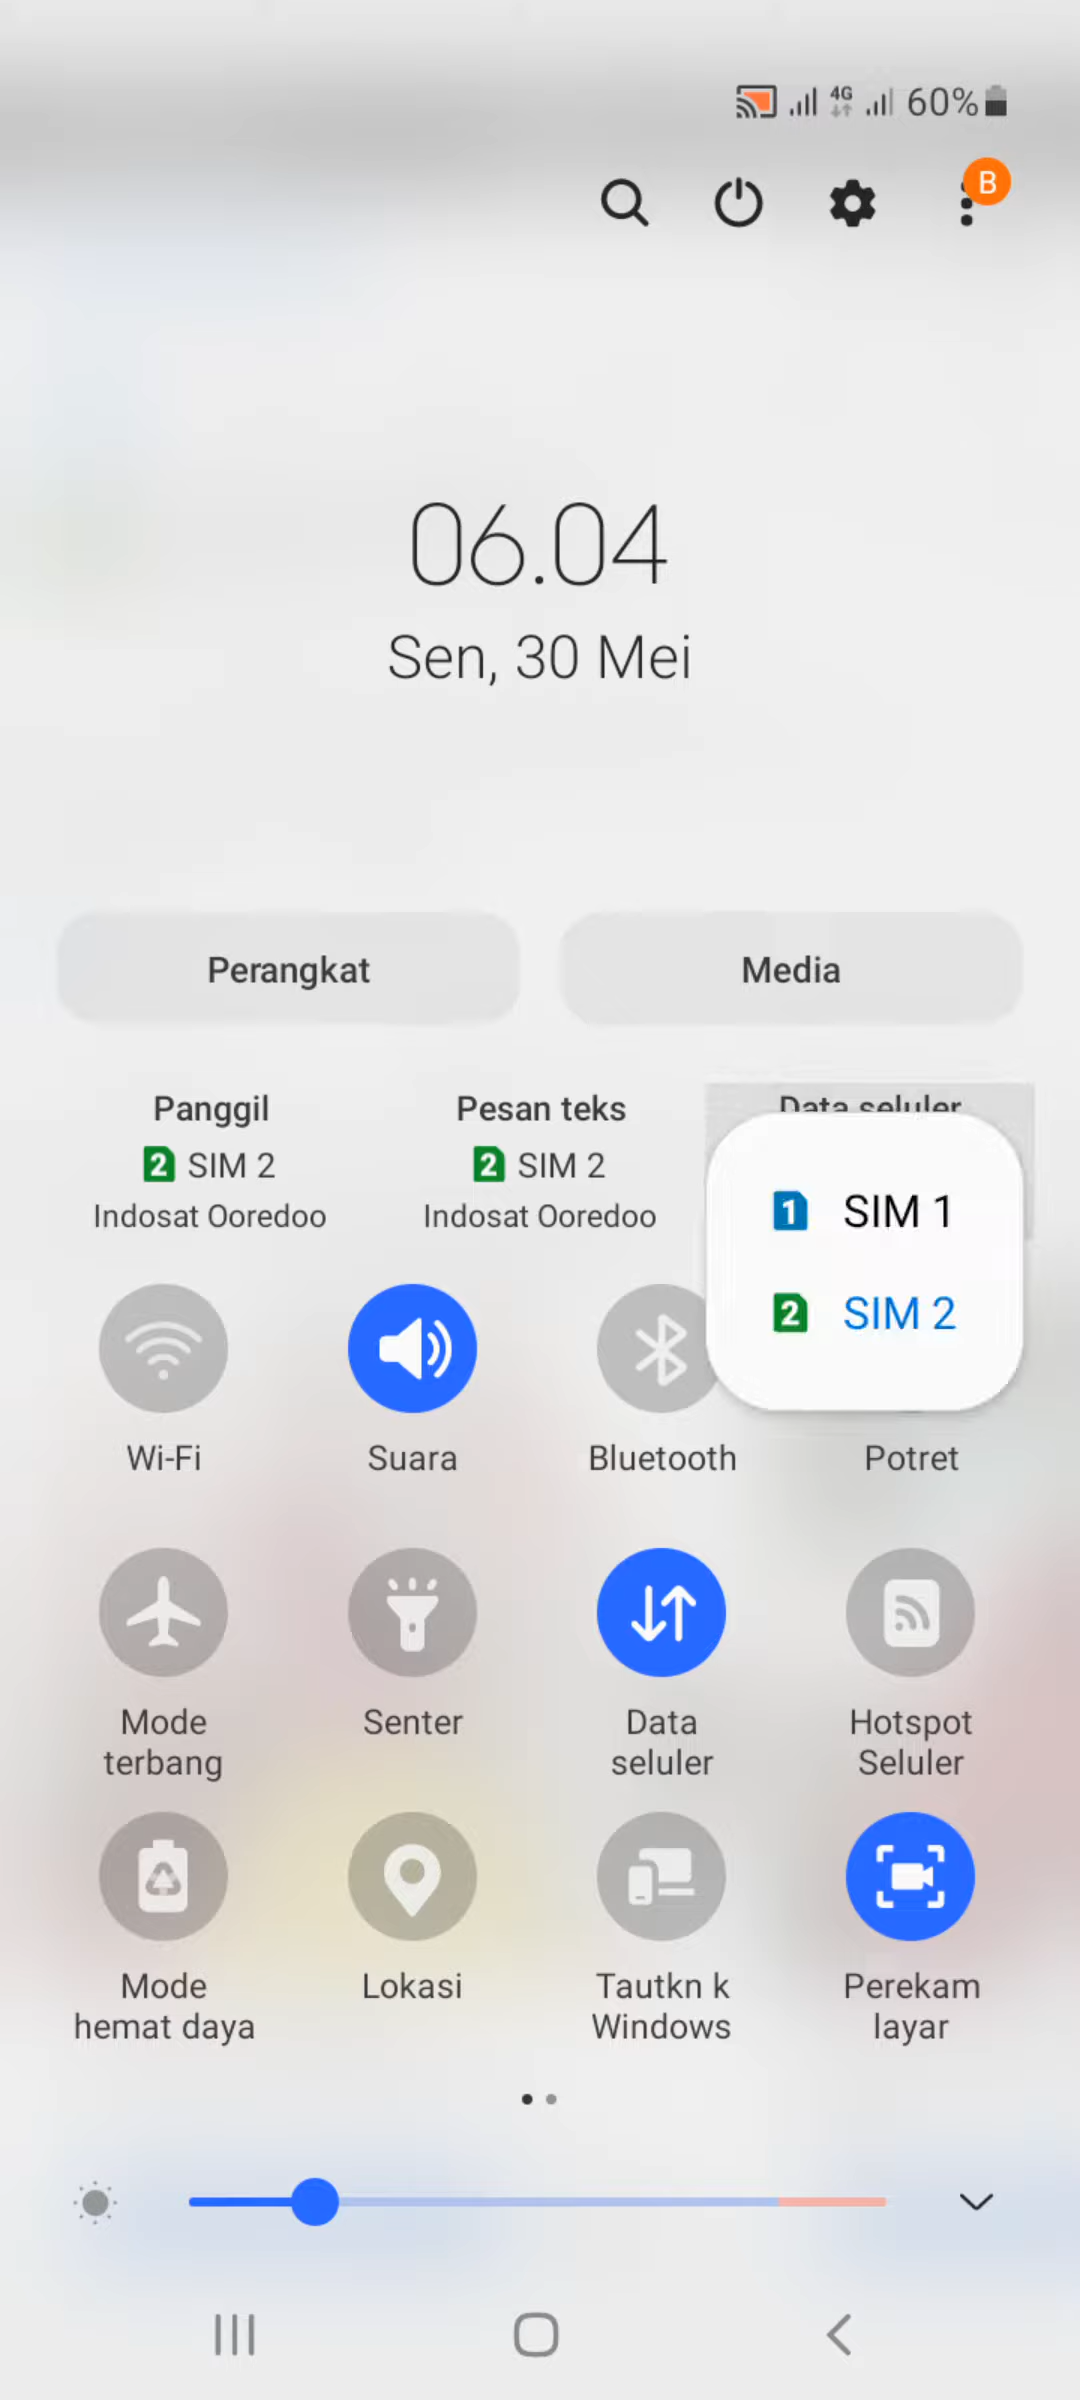 4G 60%
B
06.04
Sen, 30 Mei
Perangkat
Media
Panggil
2 SIM 2
Indosat Ooredoo
Pesan teks
2 SIM 2
Indosat Ooredoo
Data seluler
1 SIM 1
2 SIM 2
Wi-Fi
Suara
Bluetooth
Potret
Mode
terbang
Senter
Data
seluler
Hotspot
Seluler
Mode
hemat daya
Lokasi
Tautkn k
Windows
Perekam
layar